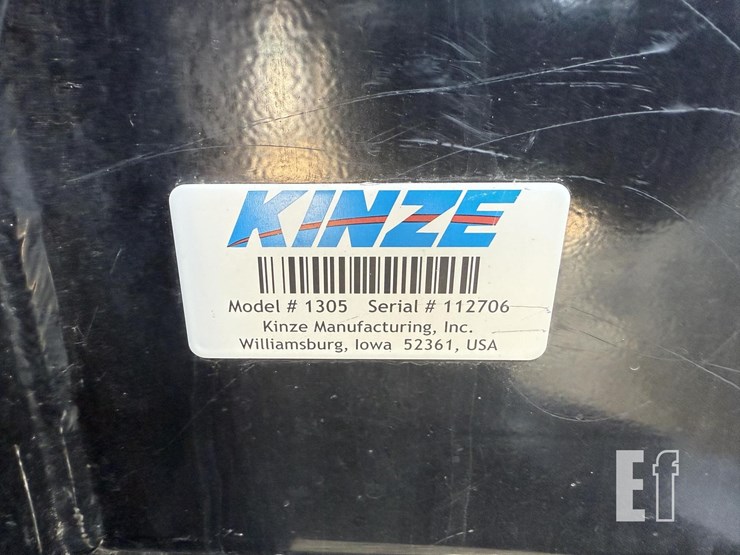 KINZE
Model # 1305 Serial # 112706
Kinze Manufacturing, Inc.
Williamsburg, Iowa 52361, USA
Ef